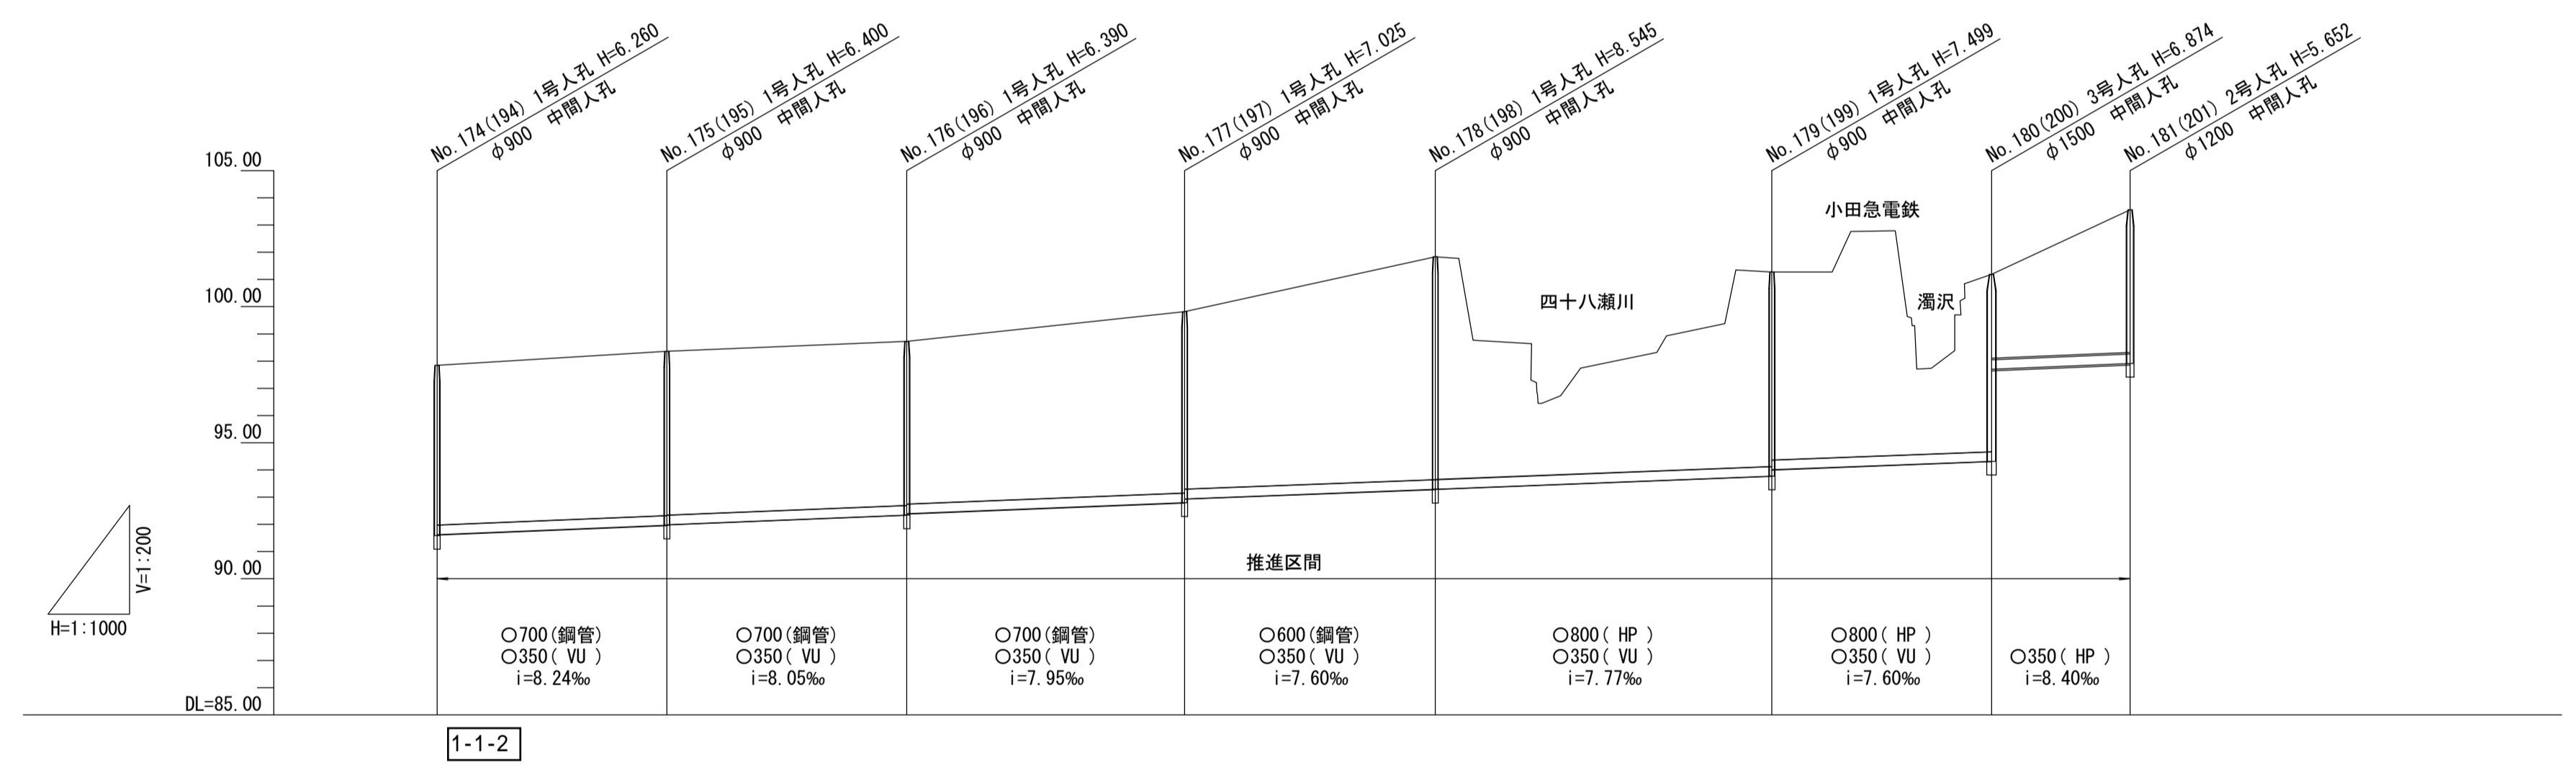 No.174(194) 1号人孔 H=6.260
φ900 中間人孔
No.175(195) 1号人孔 H=6.400
φ900 中間人孔
No.176(196) 1号人孔 H=6.390
φ900 中間人孔
No.177(197) 1号人孔 H=7.025
φ900 中間人孔
No.178(198) 1号人孔 H=8.545
φ900 中間人孔
No.179(199) 1号人孔 H=7.499
φ900 中間人孔
No.180(200) 3号人孔 H=6.874
φ1500 中間人孔
No.181(201) 2号人孔 H=5.652
φ1200 中間人孔
105.00
100.00
95.00
90.00
DL=85.00
小田急電鉄
四十八瀬川
濁沢
V=1:200
H=1:1000
推進区間
○700(鋼管)
○350( VU )
i=8.24‰
○700(鋼管)
○350( VU )
i=8.05‰
○700(鋼管)
○350( VU )
i=7.95‰
○600(鋼管)
○350( VU )
i=7.60‰
○800( HP )
○350( VU )
i=7.77‰
○800( HP )
○350( VU )
i=7.60‰
○350( HP )
i=8.40‰
1-1-2